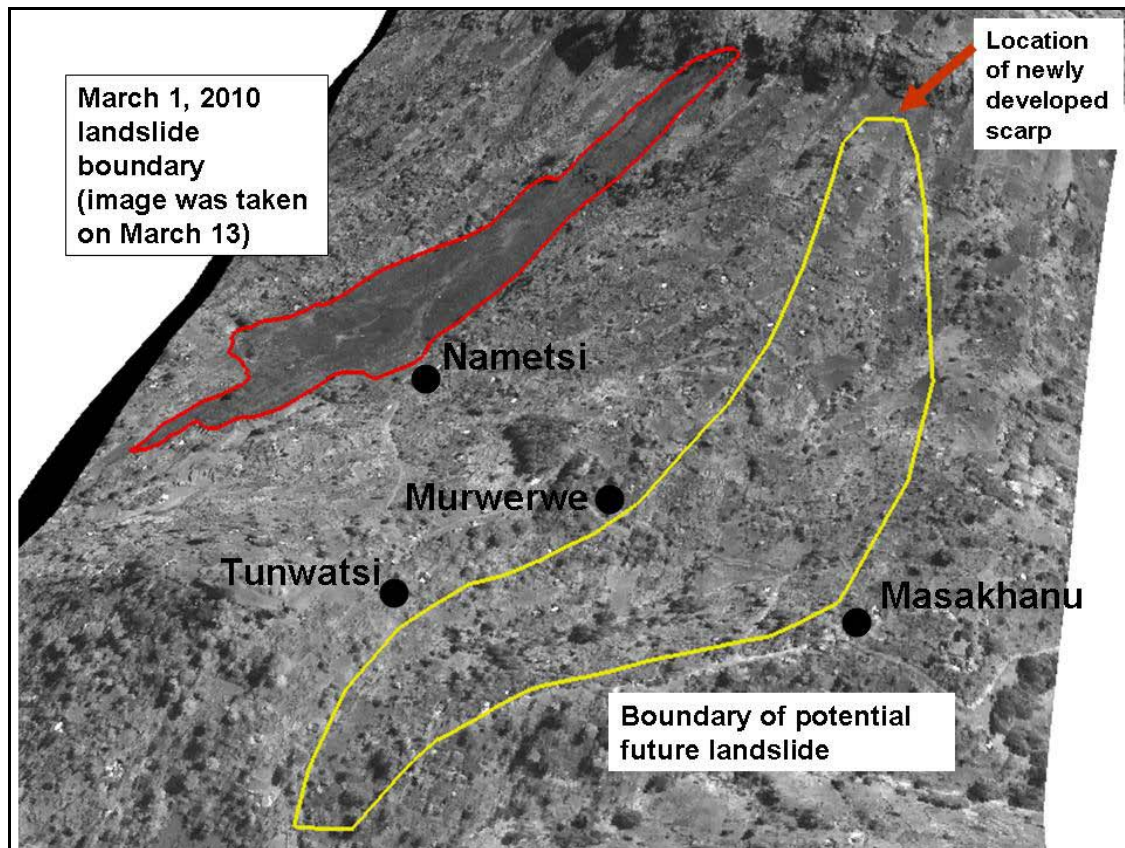 March 1, 2010
landslide
boundary
(image was taken
on March 13)
Location
of newly
developed
scarp
Nametsi
Murwerwe
Tunwatsi
Masakhanu
Boundary of potential
future landslide